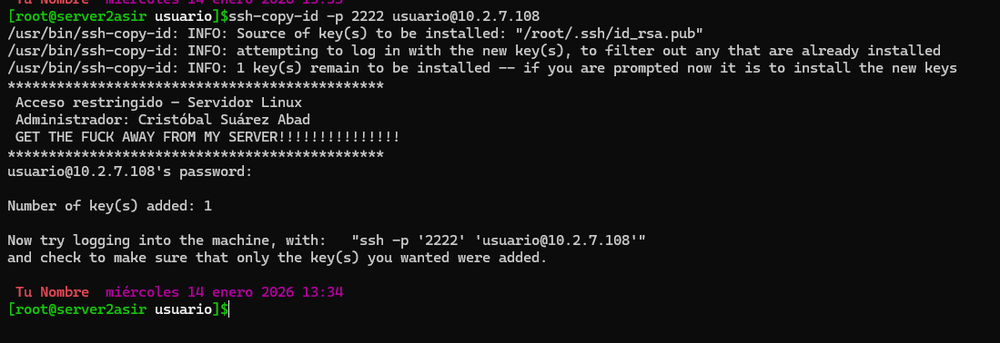 Tu Nombre miércoles 14 enero 2026 13:33
[root@server2asir usuario]$ssh-copy-id -p 2222 usuario@10.2.7.108
/usr/bin/ssh-copy-id: INFO: Source of key(s) to be installed: "/root/.ssh/id_rsa.pub"
/usr/bin/ssh-copy-id: INFO: attempting to log in with the new key(s), to filter out any that are already installed
/usr/bin/ssh-copy-id: INFO: 1 key(s) remain to be installed -- if you are prompted now it is to install the new keys
**********************************************
 Acceso restringido – Servidor Linux
 Administrador: Cristóbal Suárez Abad
 GET THE FUCK AWAY FROM MY SERVER!!!!!!!!!!!!!!!
**********************************************
usuario@10.2.7.108's password:
Number of key(s) added: 1
Now try logging into the machine, with:   "ssh -p '2222' 'usuario@10.2.7.108'"
and check to make sure that only the key(s) you wanted were added.
 Tu Nombre  miércoles 14 enero 2026 13:34
[root@server2asir usuario]$